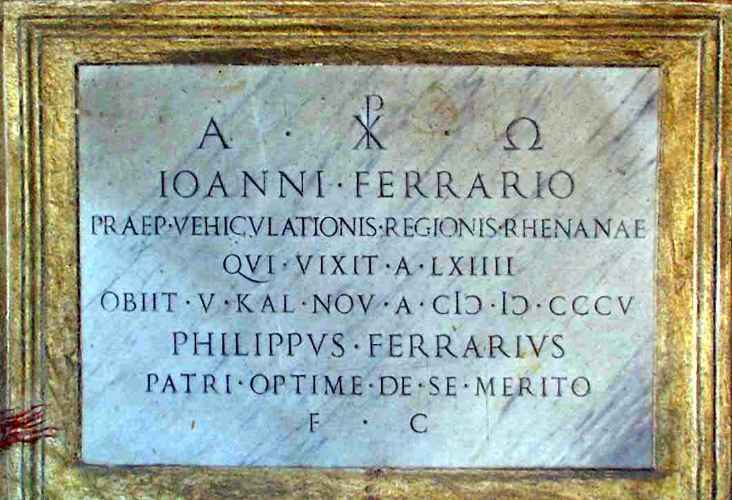 Α · ☧ · Ω
IOANNI · FERRARIO
PRAEP·VEHICVLATIONIS·REGIONIS·RHENANAE
QVI · VIXIT · A · LXIIII
OBIIT · V · KAL · NOV · A · CIↃ · IↃ · CCCV
PHILIPPVS · FERRARIVS
PATRI · OPTIME · DE · SE · MERITO
F · C